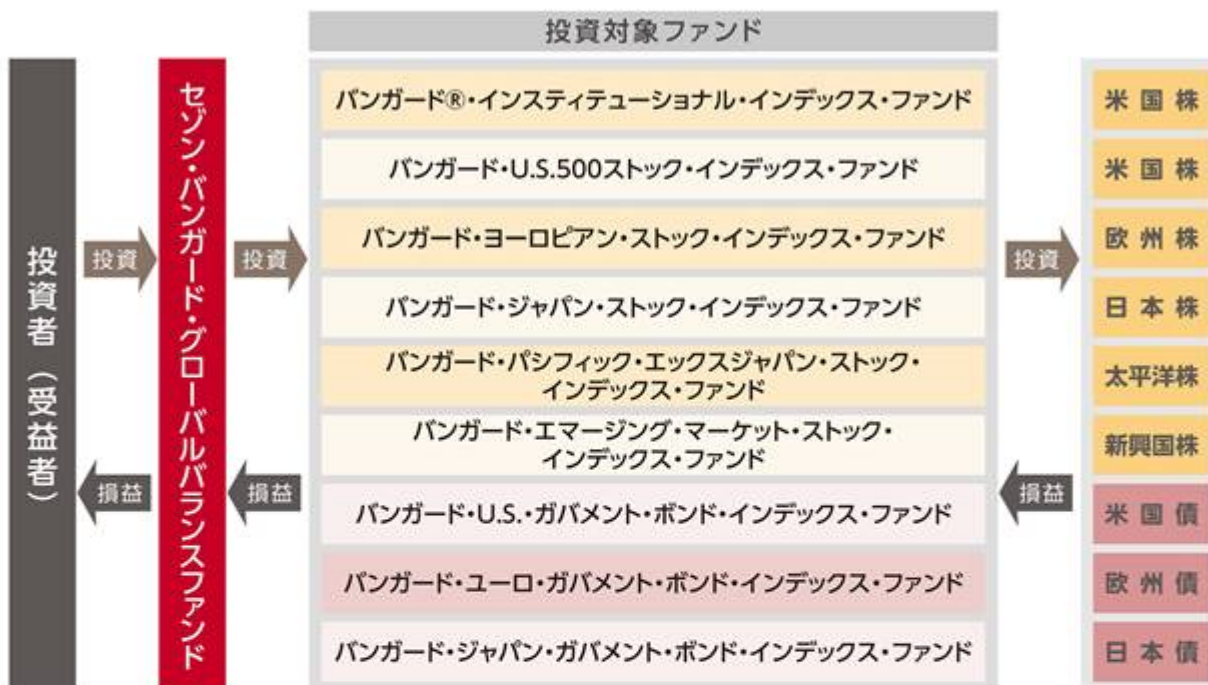 投資対象ファンド
投資者（受益者）
投資
損益
セゾン・バンガード・グローバルバランスファンド
投資
損益
バンガード®・インスティテューショナル・インデックス・ファンド
バンガード・U.S.500ストック・インデックス・ファンド
バンガード・ヨーロピアン・ストック・インデックス・ファンド
バンガード・ジャパン・ストック・インデックス・ファンド
バンガード・パシフィック・エックスジャパン・ストック・
インデックス・ファンド
バンガード・エマージング・マーケット・ストック・
インデックス・ファンド
バンガード・U.S.・ガバメント・ボンド・インデックス・ファンド
バンガード・ユーロ・ガバメント・ボンド・インデックス・ファンド
バンガード・ジャパン・ガバメント・ボンド・インデックス・ファンド
投資
損益
米国株
米国株
欧州株
日本株
太平洋株
新興国株
米国債
欧州債
日本債